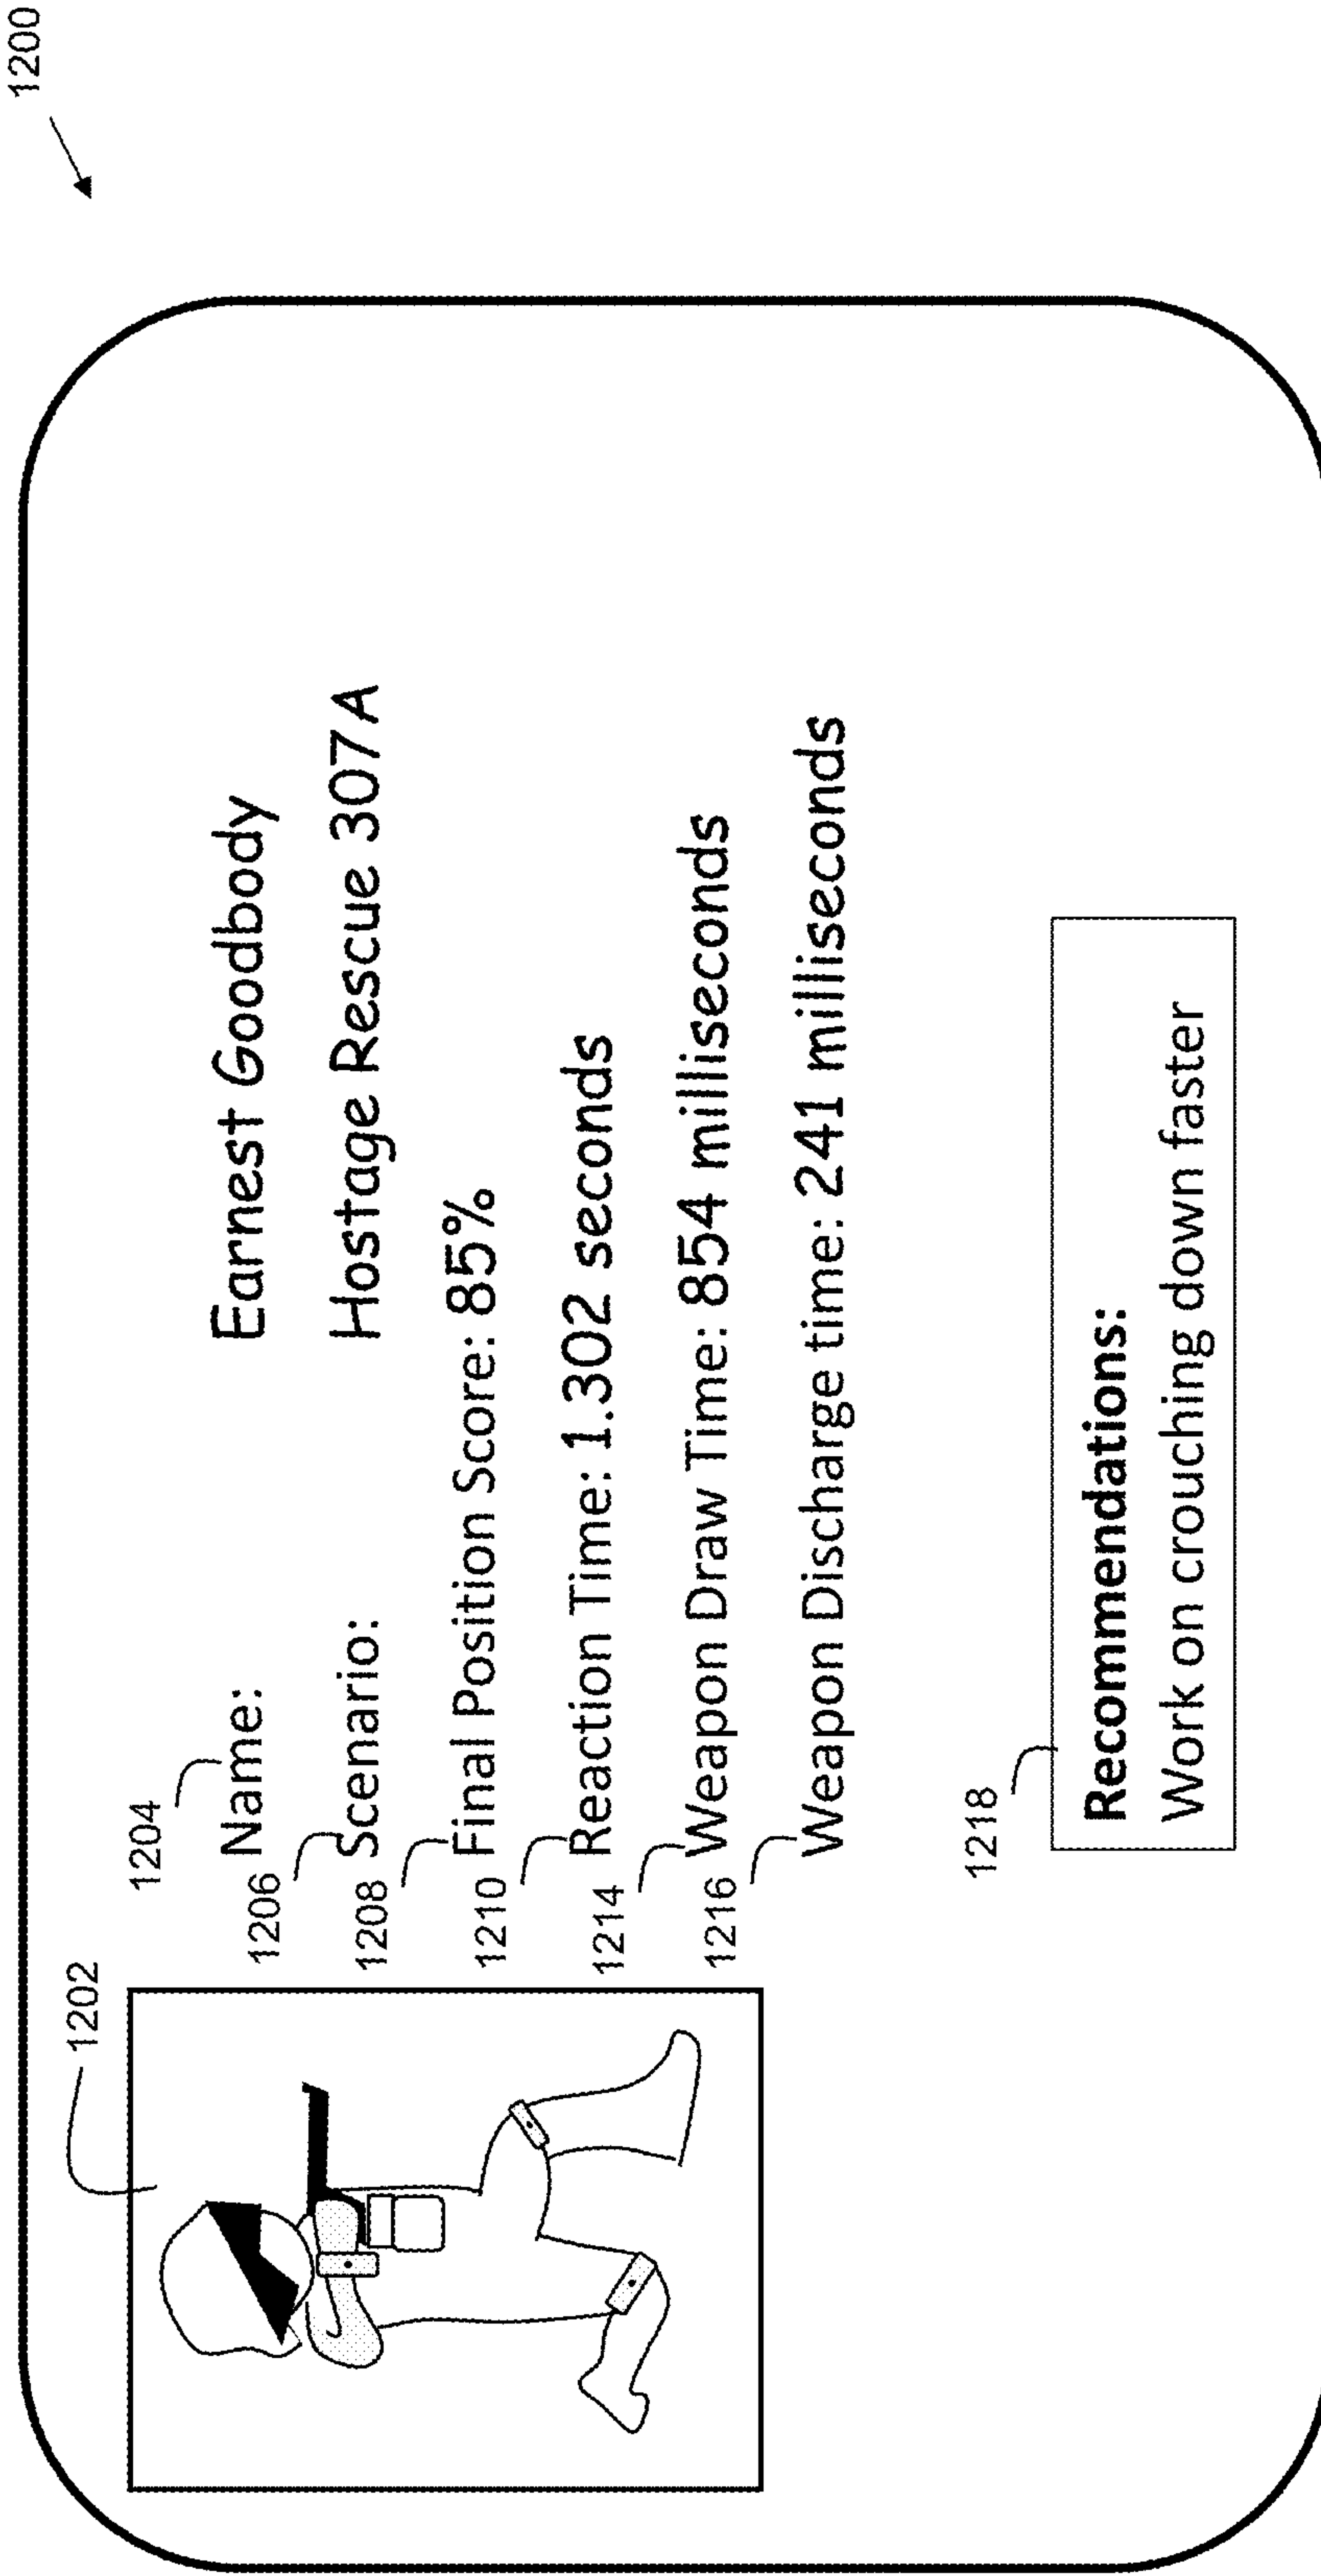 1200
1202
1204
Name: Earnest Goodbody
1206
Scenario: Hostage Rescue 307A
1208
Final Position Score: 85%
1210
Reaction Time: 1.302 seconds
1214
Weapon Draw Time: 854 milliseconds
1216
Weapon Discharge time: 241 milliseconds
1218
Recommendations:
Work on crouching down faster